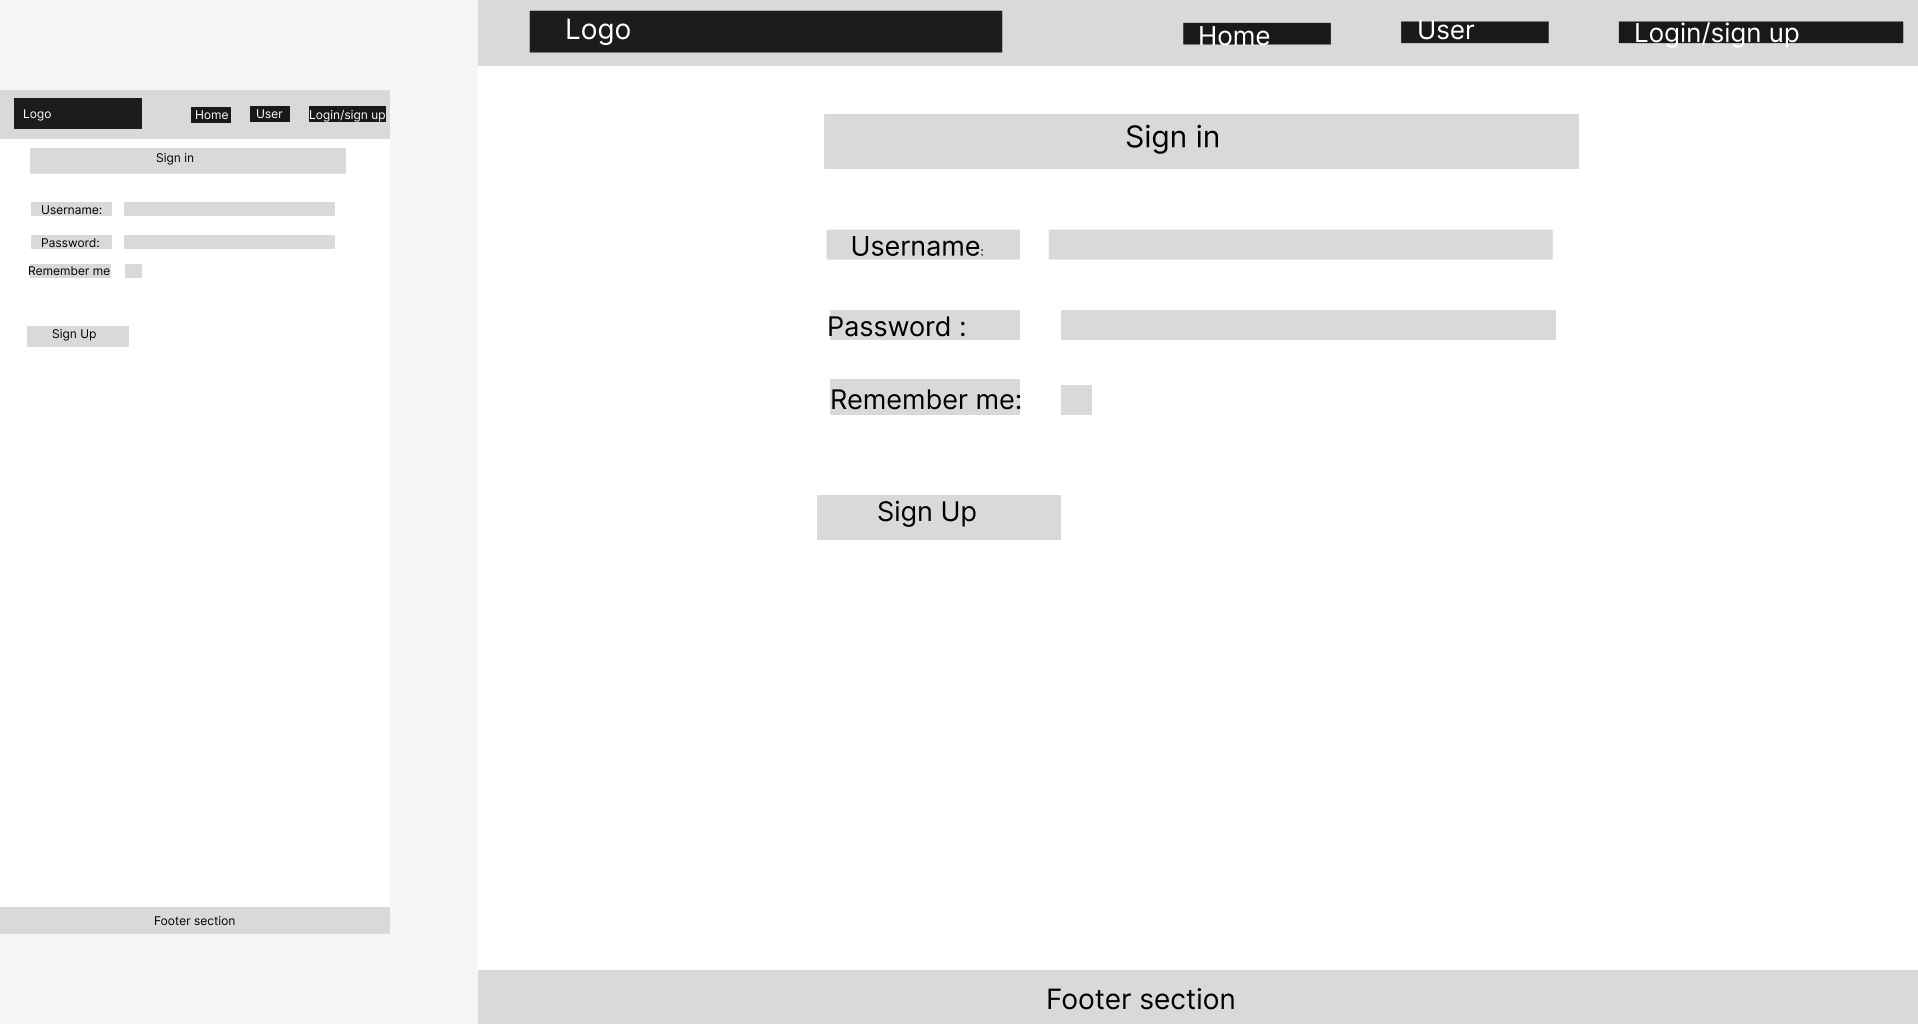 Logo
Home
User
Login/sign up
Sign in
Username:
Password:
Remember me
Sign Up
Footer section
Logo
Home
User
Login/sign up
Sign in
Username:
Password :
Remember me:
Sign Up
Footer section